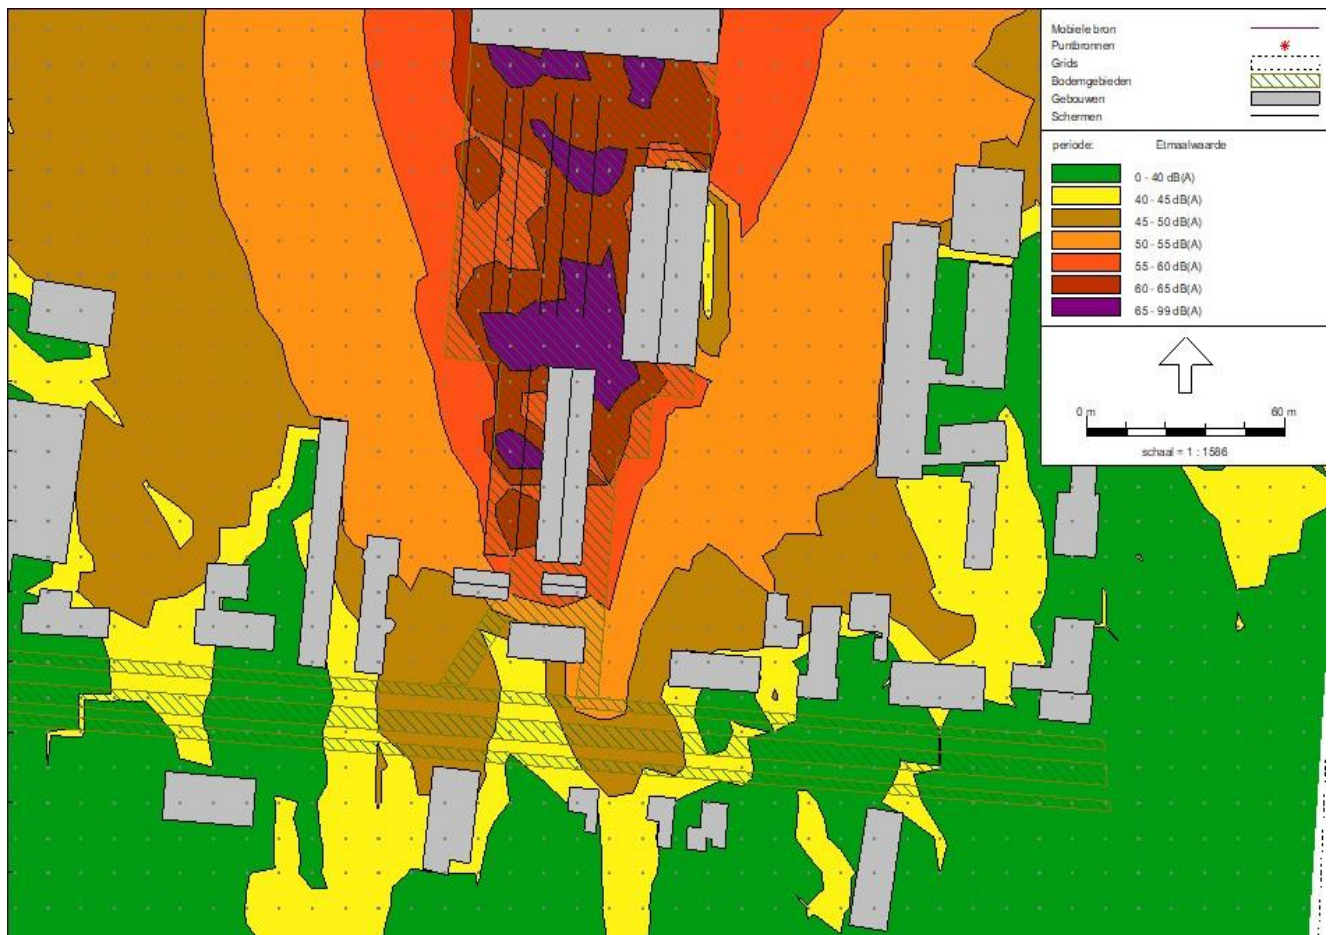 Mobiele bron
Puntbronnen
Grids
Bodemgebieden
Gebouwen
Schermen
periode: Etmaalwaarde
0 - 40 dB(A)
40 - 45 dB(A)
45 - 50 dB(A)
50 - 55 dB(A)
55 - 60 dB(A)
60 - 65 dB(A)
65 - 99 dB(A)
0 m 60 m
schaal = 1 : 1586